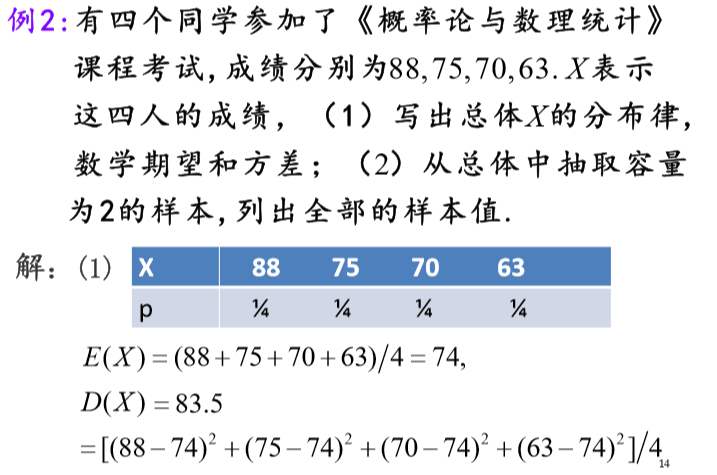 例2:有四个同学参加了《概率论与数理统计》
课程考试,成绩分别为88,75,70,63.X表示
这四人的成绩，（1）写出总体X的分布律，
数学期望和方差；（2）从总体中抽取容量
为2的样本,列出全部的样本值.
解：(1) X 88 75 70 63
p ¼ ¼ ¼ ¼
E(X)=(88+75+70+63)/4=74,
D(X)=83.5
=[(88-74)²+(75-74)²+(70-74)²+(63-74)²]/4
14